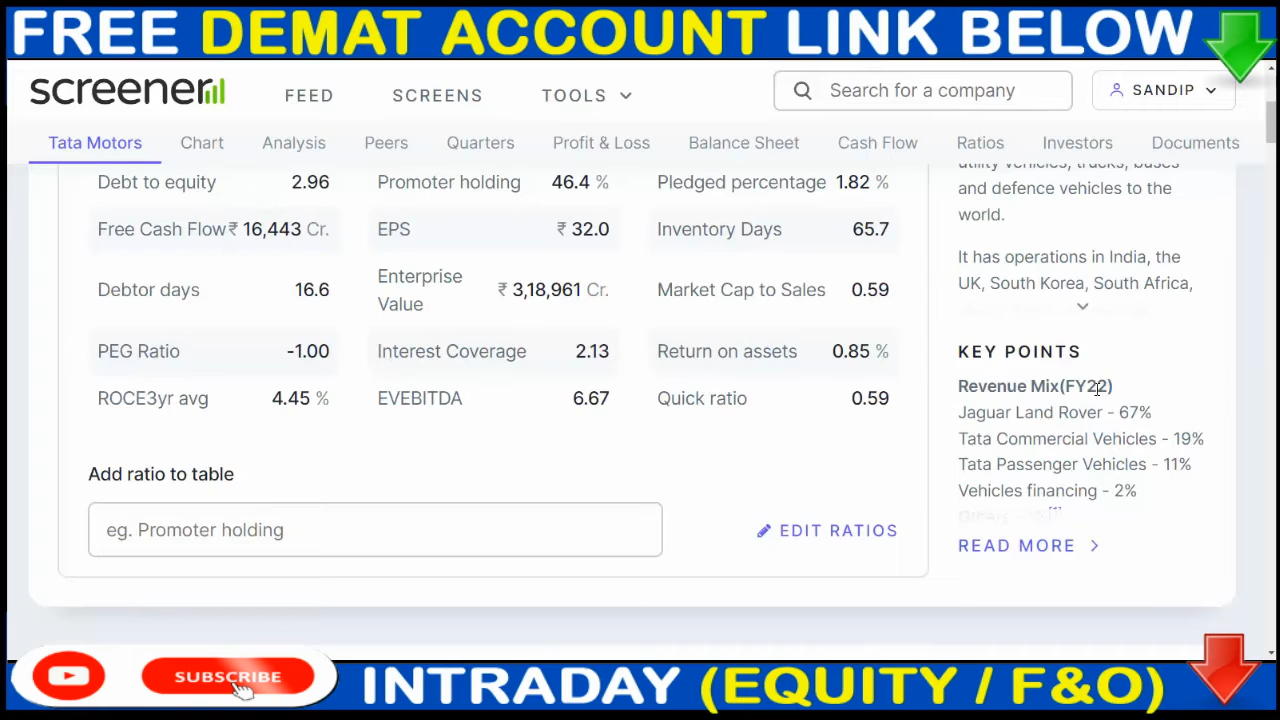 FREE DEMAT ACCOUNT LINK BELOW
screener
FEED
SCREENS
TOOLS
Search for a company
SANDIP
Tata Motors
Chart
Analysis
Peers
Quarters
Profit & Loss
Balance Sheet
Cash Flow
Ratios
Investors
Documents
Debt to equity 2.96
Promoter holding 46.4 %
Pledged percentage 1.82 %
Free Cash Flow ₹ 16,443 Cr.
EPS ₹ 32.0
Inventory Days 65.7
Debtor days 16.6
Enterprise
Value ₹ 3,18,961 Cr.
Market Cap to Sales 0.59
PEG Ratio -1.00
Interest Coverage 2.13
Return on assets 0.85 %
ROCE3yr avg 4.45 %
EVEBITDA 6.67
Quick ratio 0.59
Add ratio to table
eg. Promoter holding
EDIT RATIOS
utility vehicles, trucks, buses
and defence vehicles to the
world.
It has operations in India, the
UK, South Korea, South Africa,
KEY POINTS
Revenue Mix(FY22)
Jaguar Land Rover - 67%
Tata Commercial Vehicles - 19%
Tata Passenger Vehicles - 11%
Vehicles financing - 2%
[1]
READ MORE
SUBSCRIBE
INTRADAY (EQUITY / F&O)